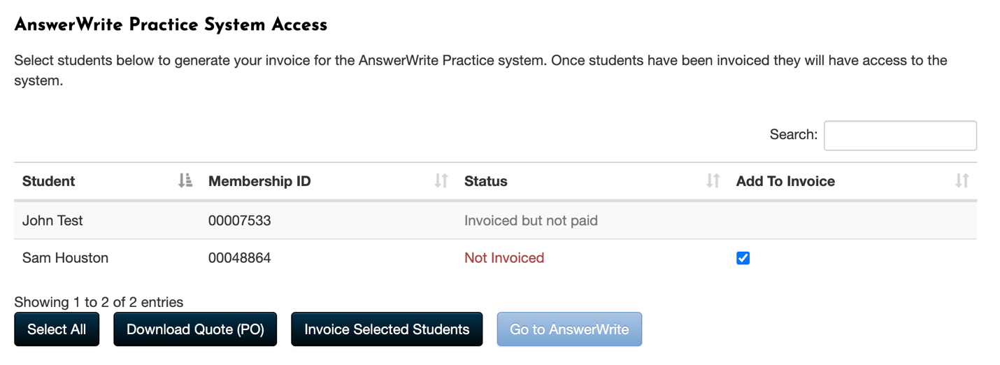 AnswerWrite Practice System Access
Select students below to generate your invoice for the AnswerWrite Practice system. Once students have been invoiced they will have access to the
system.
Search:
Student Membership ID Status Add To Invoice
John Test 00007533 Invoiced but not paid
Sam Houston 00048864 Not Invoiced
Showing 1 to 2 of 2 entries
Select All Download Quote (PO) Invoice Selected Students Go to AnswerWrite